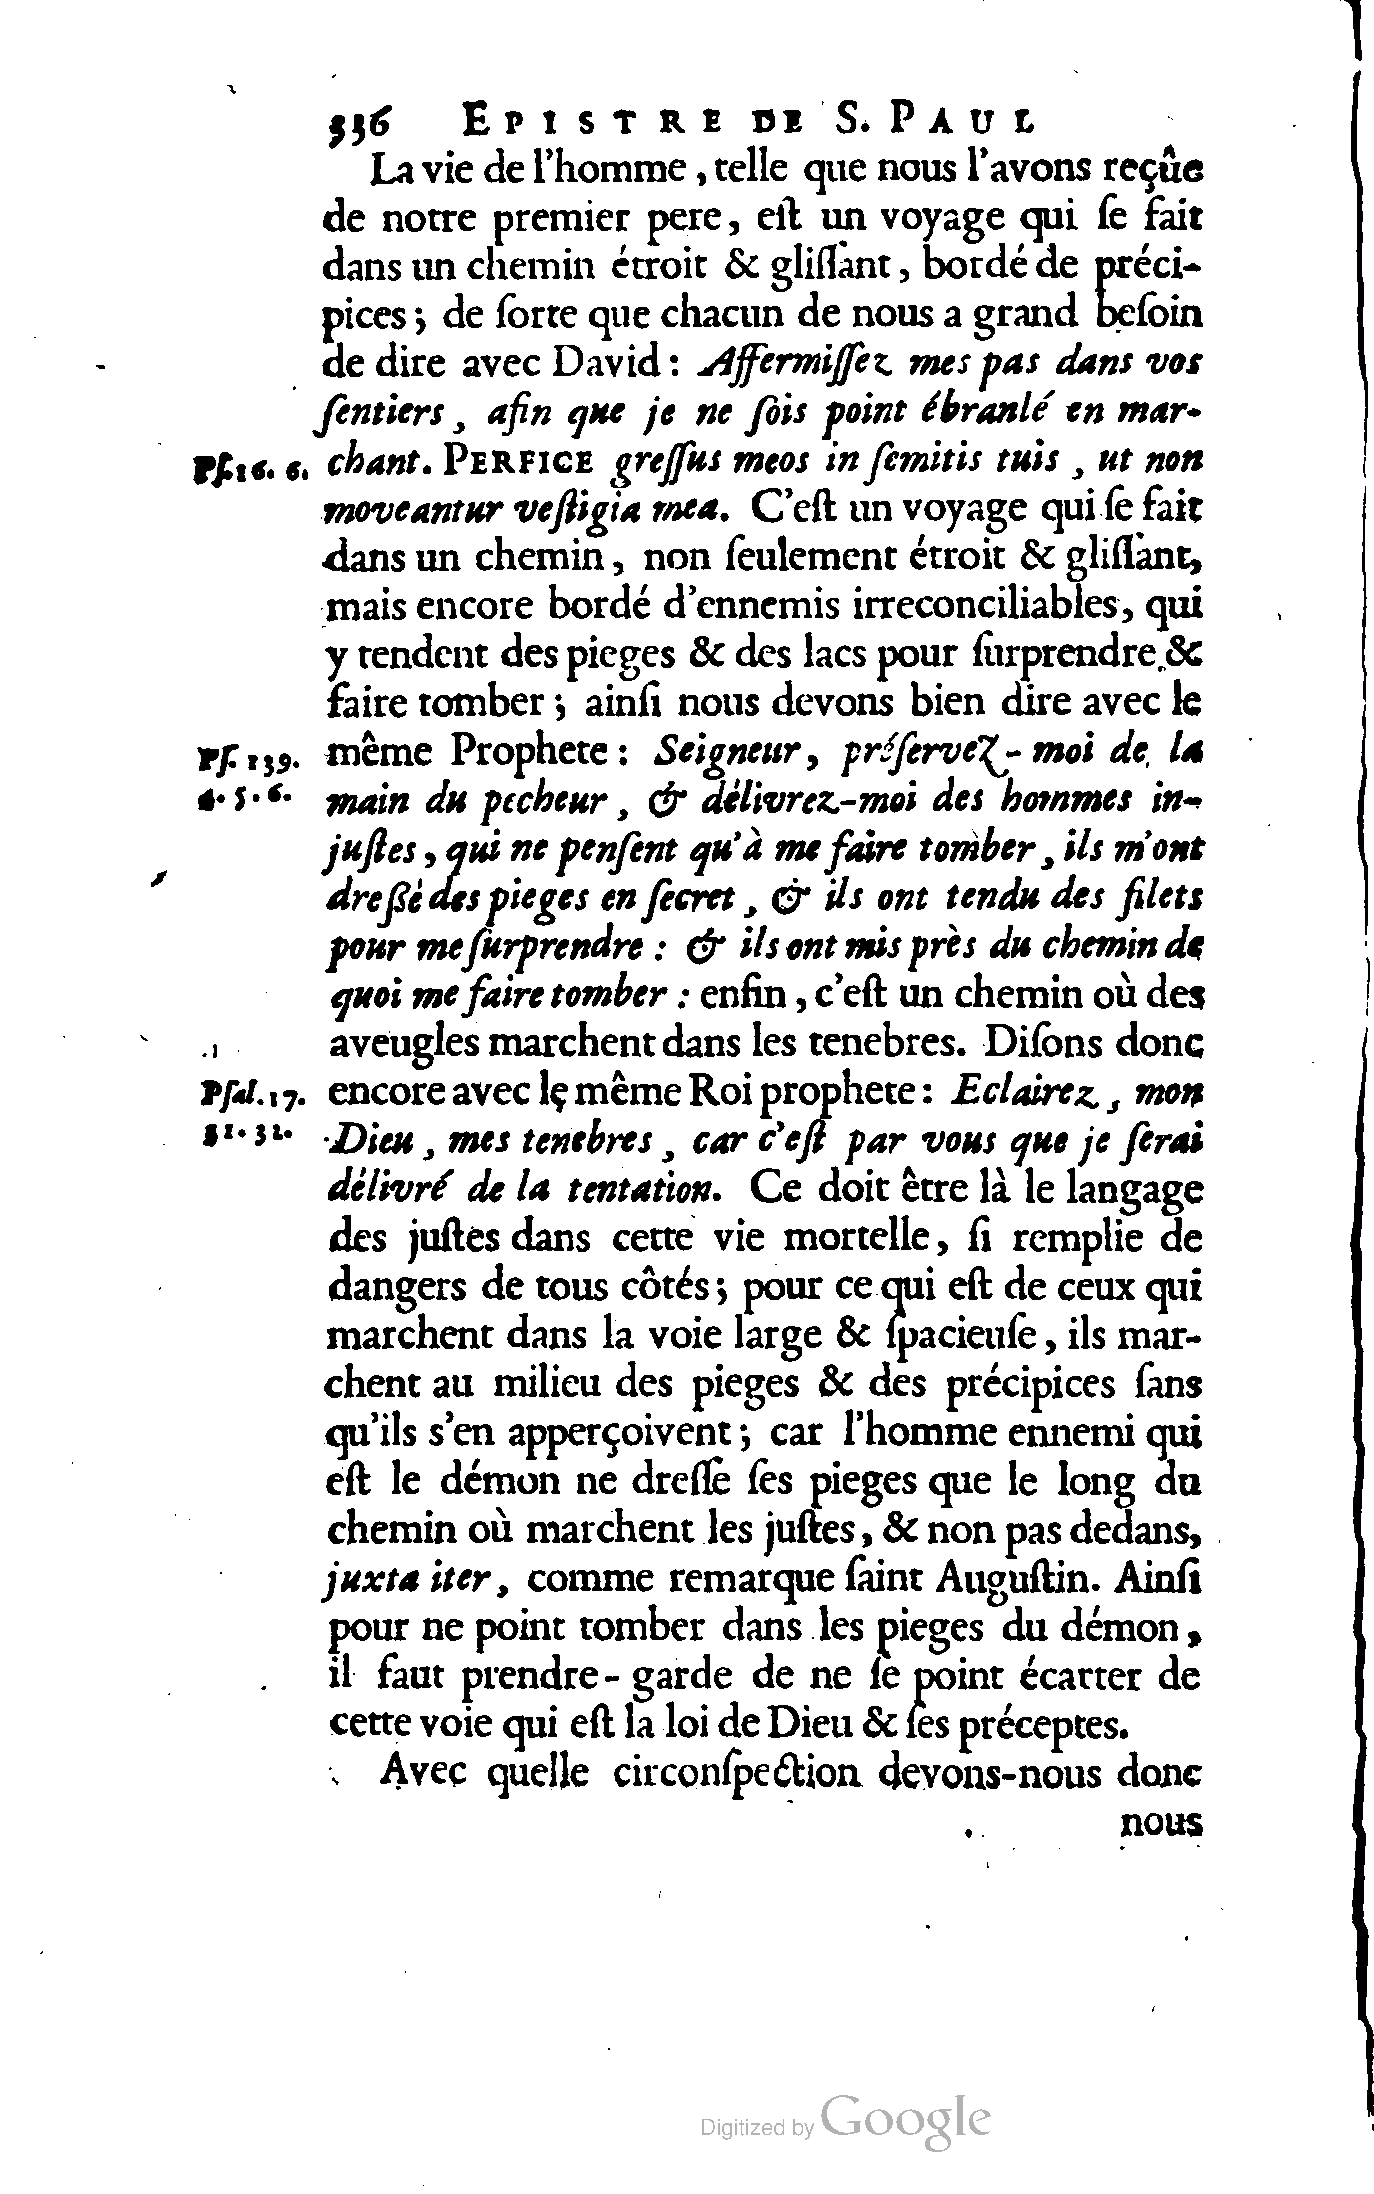 336 EPISTRE DE S. PAUL
La vie de l'homme, telle que nous l'avons reçûe
de notre premier pere, eſt un voyage qui ſe fait
dans un chemin étroit & gliſſant, bordé de préci-
pices; de ſorte que chacun de nous a grand beſoin
de dire avec David: Affermiſſez mes pas dans vos
ſentiers, afin que je ne ſois point ébranlé en mar-
Pſ. 16. 6. chant. PERFICE greſſus meos in ſemitis tuis, ut non
moveantur veſtigia mea. C'eſt un voyage qui ſe fait
dans un chemin, non ſeulement étroit & gliſſant,
mais encore bordé d'ennemis irreconciliables, qui
y tendent des pieges & des lacs pour ſurprendre &
faire tomber; ainſi nous devons bien dire avec le
Pſ. 139. même Prophete: Seigneur, préſervez-moi de la
4. 5. 6. main du pecheur, & délivrez-moi des hommes in-
juſtes, qui ne penſent qu'à me faire tomber, ils m'ont
dreßé des pieges en ſecret, & ils ont tendu des filets
pour me ſurprendre: & ils ont mis près du chemin de
quoi me faire tomber: enfin, c'eſt un chemin où des
aveugles marchent dans les tenebres. Diſons donc
Pſal. 17. encore avec le même Roi prophete: Eclairez, mon
31. 32. Dieu, mes tenebres, car c'eſt par vous que je ſerai
délivré de la tentation. Ce doit être là le langage
des juſtes dans cette vie mortelle, ſi remplie de
dangers de tous côtés; pour ce qui eſt de ceux qui
marchent dans la voie large & ſpacieuſe, ils mar-
chent au milieu des pieges & des précipices ſans
qu'ils s'en apperçoivent; car l'homme ennemi qui
eſt le démon ne dreſſe ſes pieges que le long du
chemin où marchent les juſtes, & non pas dedans,
juxta iter, comme remarque ſaint Auguſtin. Ainſi
pour ne point tomber dans les pieges du démon,
il faut prendre-garde de ne ſe point écarter de
cette voie qui eſt la loi de Dieu & ſes préceptes.
Avec quelle circonſpection devons-nous donc
nous
Digitized by Google